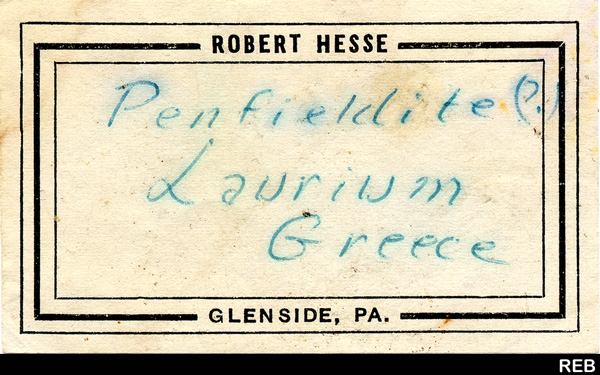 ROBERT HESSE
Penfieldite (?)
Laurium
Greece
GLENSIDE, PA.
REB